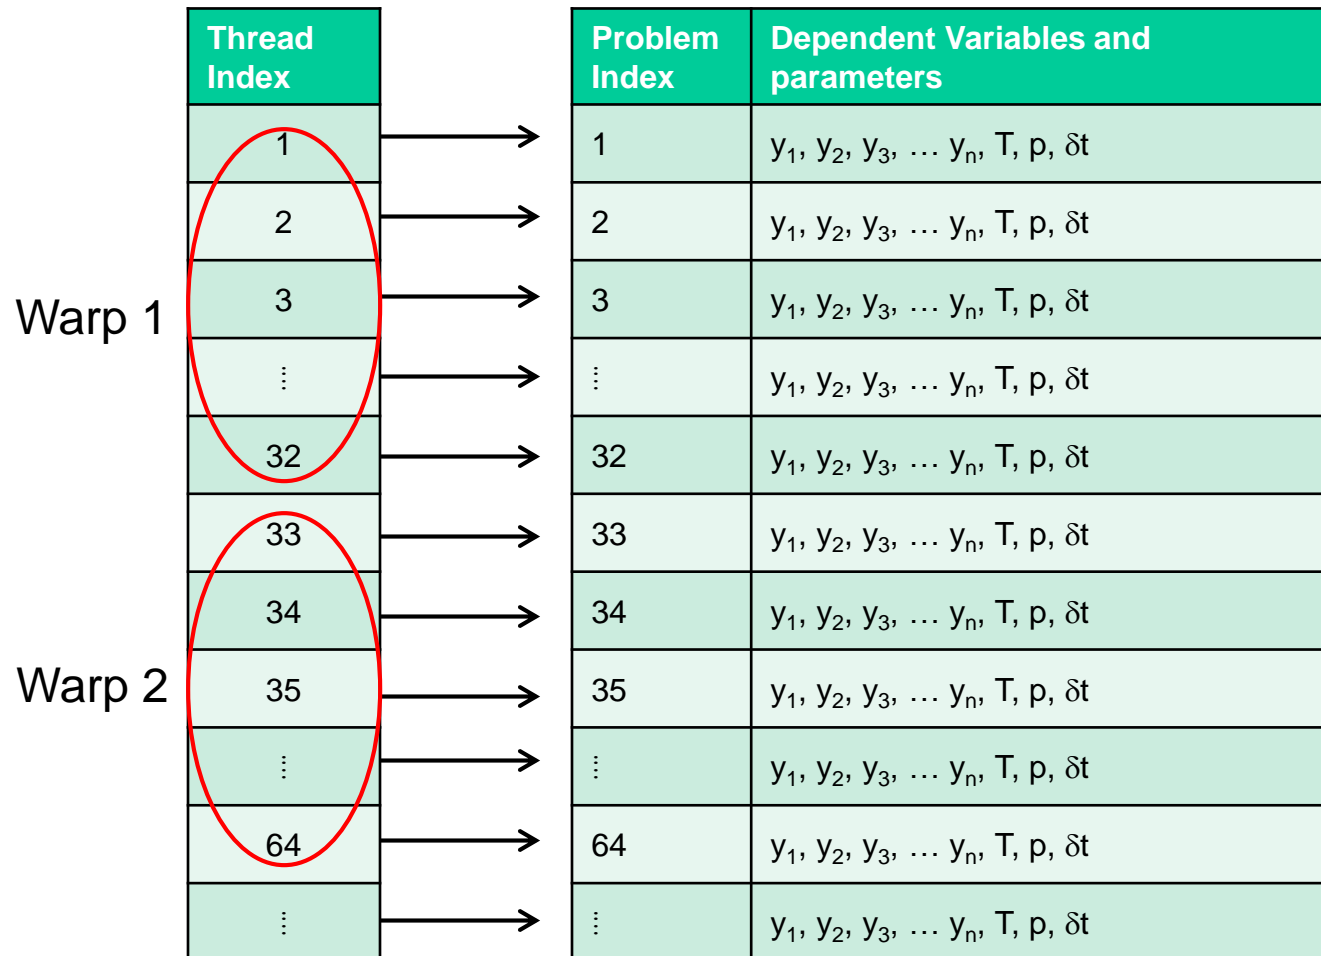 Thread Index Problem Index Dependent Variables and parameters
1 1 y₁, y₂, y₃, … yₙ, T, p, δt
2 2 y₁, y₂, y₃, … yₙ, T, p, δt
Warp 1 3 3 y₁, y₂, y₃, … yₙ, T, p, δt
⋮ ⋮ y₁, y₂, y₃, … yₙ, T, p, δt
32 32 y₁, y₂, y₃, … yₙ, T, p, δt
33 33 y₁, y₂, y₃, … yₙ, T, p, δt
34 34 y₁, y₂, y₃, … yₙ, T, p, δt
Warp 2 35 35 y₁, y₂, y₃, … yₙ, T, p, δt
⋮ ⋮ y₁, y₂, y₃, … yₙ, T, p, δt
64 64 y₁, y₂, y₃, … yₙ, T, p, δt
⋮ ⋮ y₁, y₂, y₃, … yₙ, T, p, δt